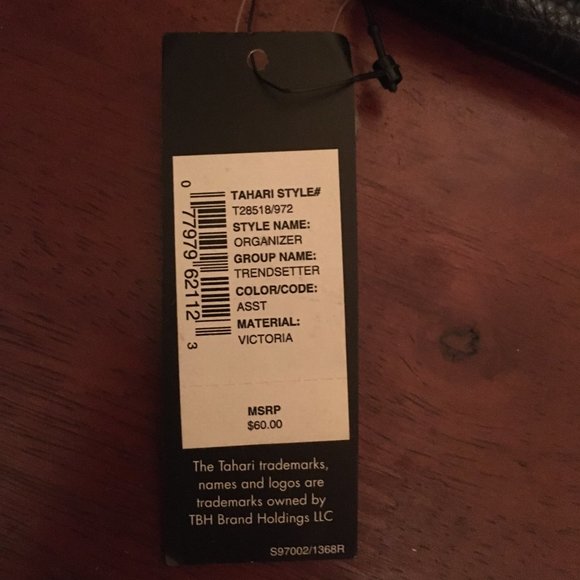 TAHARI STYLE#
T28518/972
STYLE NAME:
ORGANIZER
GROUP NAME:
TRENDSETTER
COLOR/CODE:
ASST
MATERIAL:
VICTORIA
0 77979 62112 3
MSRP
$60.00
The Tahari trademarks,
names and logos are
trademarks owned by
TBH Brand Holdings LLC
S97002/1368R